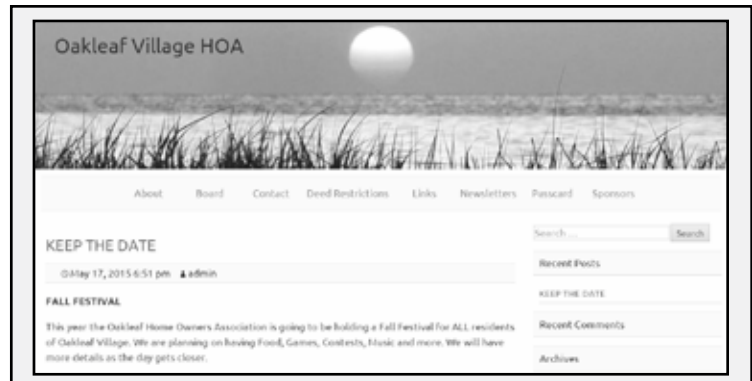 Oakleaf Village HOA
About Board Contact Deed Restrictions Links Newsletters Passcard Sponsors
KEEP THE DATE
May 17, 2015 6:51 pm admin
FALL FESTIVAL
This year the Oakleaf Home Owners Association is going to be holding a Fall Festival for ALL residents
of Oakleaf Village. We are planning on having Food, Games, Contests, Music and more. We will have
more details as the day gets closer.
Search ... Search
Recent Posts
KEEP THE DATE
Recent Comments
Archives